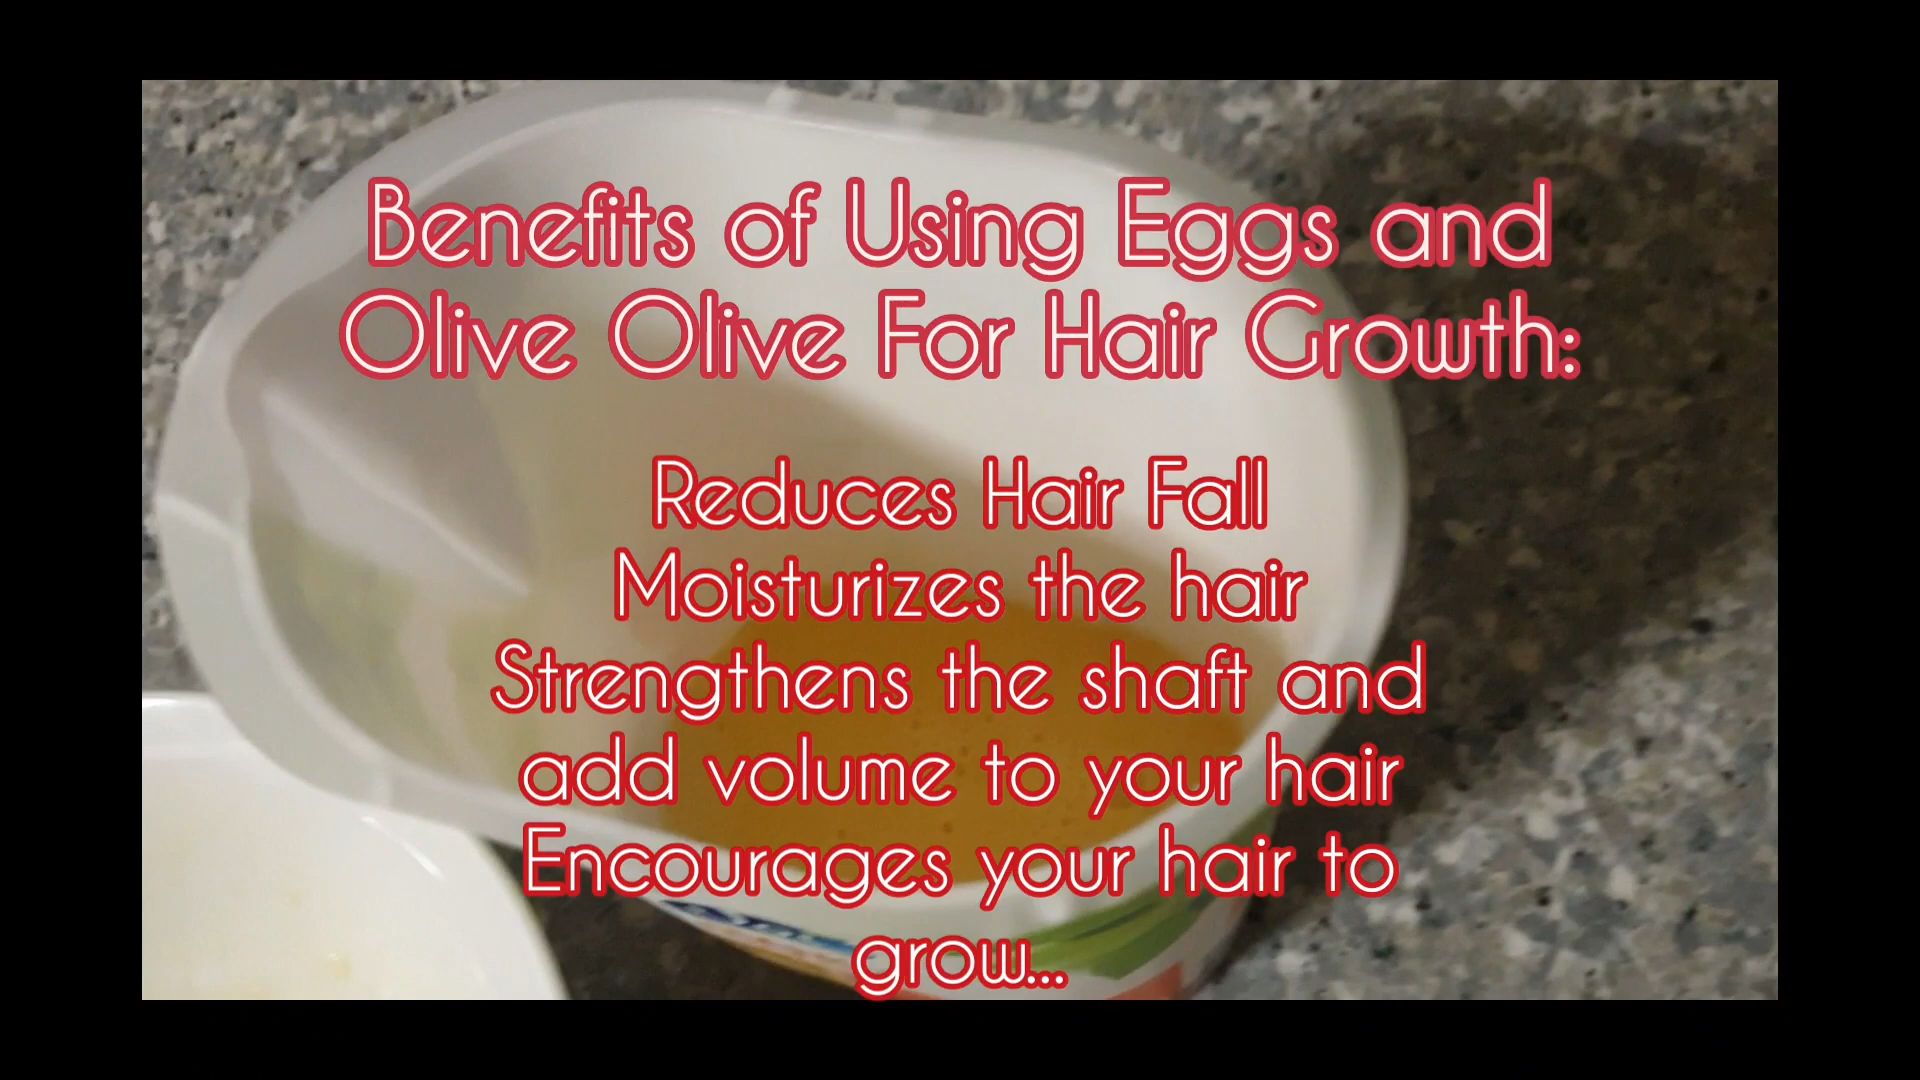 Benefits of Using Eggs and
Olive Olive For Hair Growth:
Reduces Hair Fall
Moisturizes the hair
Strengthens the shaft and
add volume to your hair
Encourages your hair to
grow...